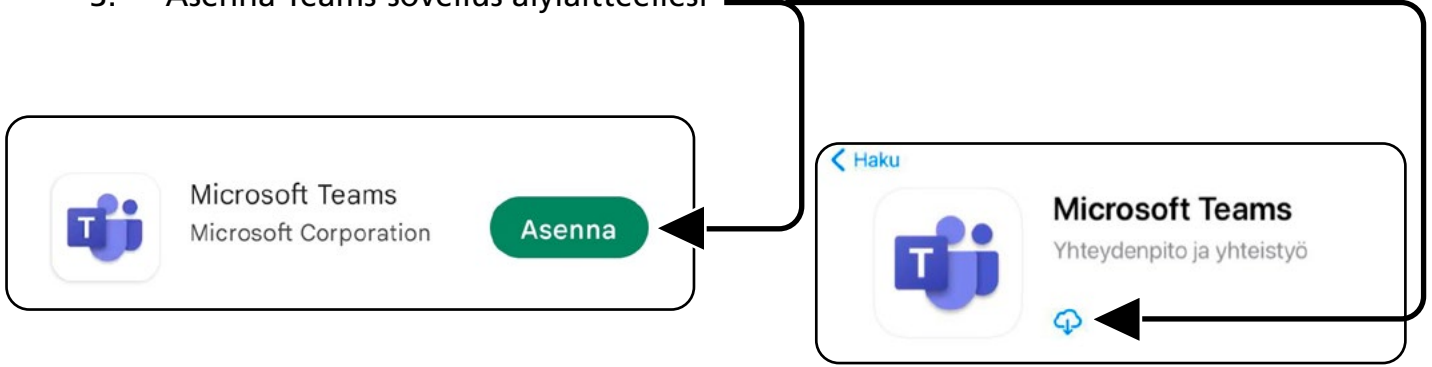 Asenna Teams-sovellus älylaitteellesi
Microsoft Teams
Microsoft Corporation
Asenna
Haku
Microsoft Teams
Yhteydenpito ja yhteistyö